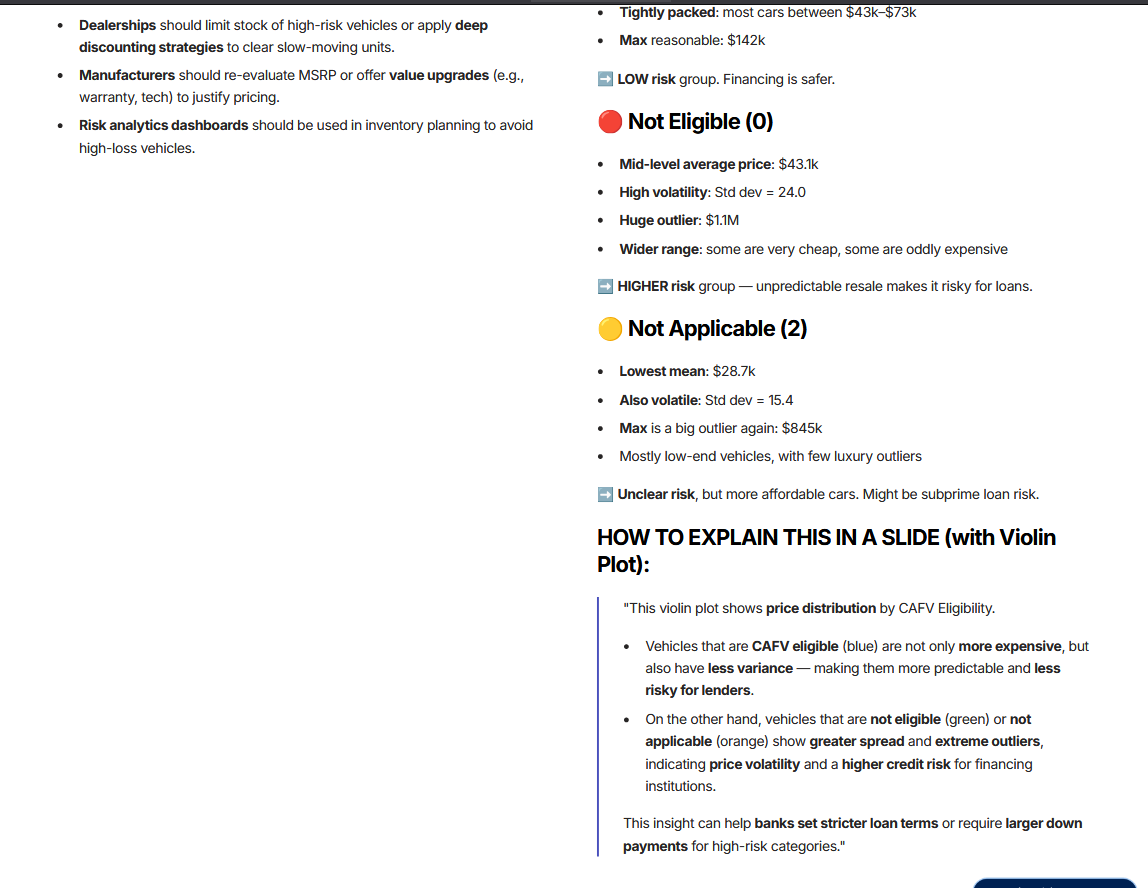 Dealerships should limit stock of high-risk vehicles or apply deep
discounting strategies to clear slow-moving units.
Manufacturers should re-evaluate MSRP or offer value upgrades (e.g.,
warranty, tech) to justify pricing.
Risk analytics dashboards should be used in inventory planning to avoid
high-loss vehicles.
Tightly packed: most cars between $43k–$73k
Max reasonable: $142k
➡️ LOW risk group. Financing is safer.
🔴 Not Eligible (0)
Mid-level average price: $43.1k
High volatility: Std dev = 24.0
Huge outlier: $1.1M
Wider range: some are very cheap, some are oddly expensive
➡️ HIGHER risk group — unpredictable resale makes it risky for loans.
🟡 Not Applicable (2)
Lowest mean: $28.7k
Also volatile: Std dev = 15.4
Max is a big outlier again: $845k
Mostly low-end vehicles, with few luxury outliers
➡️ Unclear risk, but more affordable cars. Might be subprime loan risk.
HOW TO EXPLAIN THIS IN A SLIDE (with Violin
Plot):
"This violin plot shows price distribution by CAFV Eligibility.
Vehicles that are CAFV eligible (blue) are not only more expensive, but
also have less variance — making them more predictable and less
risky for lenders.
On the other hand, vehicles that are not eligible (green) or not
applicable (orange) show greater spread and extreme outliers,
indicating price volatility and a higher credit risk for financing
institutions.
This insight can help banks set stricter loan terms or require larger down
payments for high-risk categories."